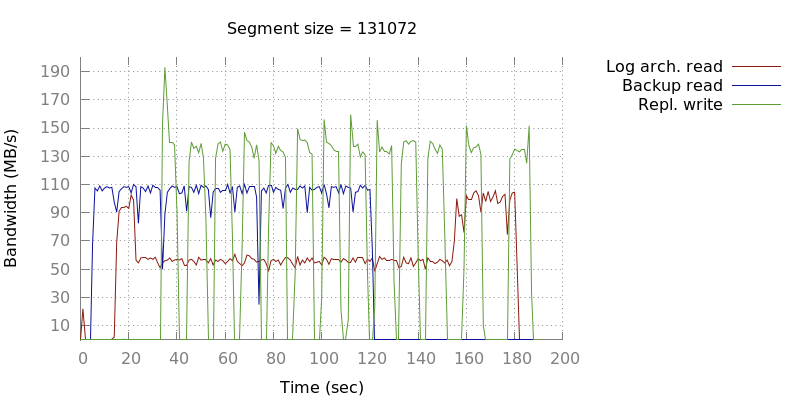 Segment size = 131072
Log arch. read
Backup read
Repl. write
Bandwidth (MB/s)
190
170
150
130
110
90
70
50
30
10
0 20 40 60 80 100 120 140 160 180 200
Time (sec)